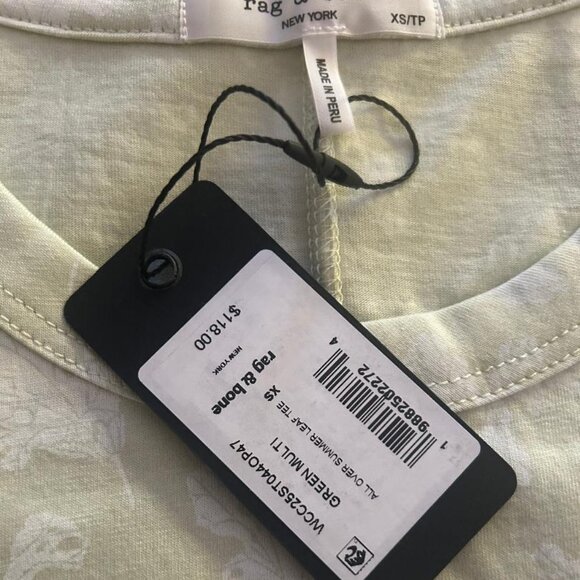 rag &
NEW YORK
XS/TP
MADE IN PERU
WCC25ST044OP47
GREEN MULTI
ALL OVER SUMMER LEAF TEE
XS
rag & bone
NEW YORK
$118.00
1 9882502272 4